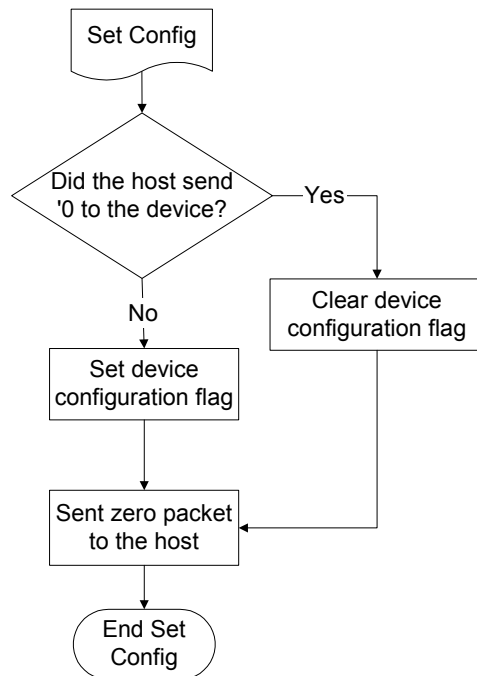 Set Config
Did the host send
'0 to the device?
Yes
No
Clear device
configuration flag
Set device
configuration flag
Sent zero packet
to the host
End Set
Config